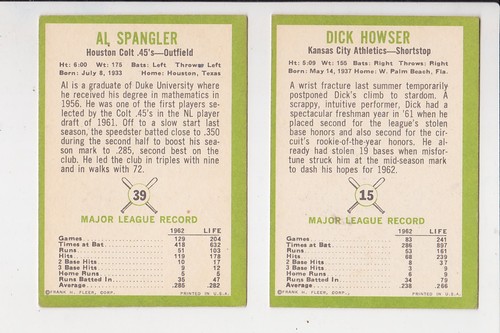 AL SPANGLER
Houston Colt .45's—Outfield
Ht: 6:00 Wt: 175 Bats: Left Throws: Left
Born: July 8, 1933 Home: Houston, Texas
Al is a graduate of Duke University where
he received his degree in mathematics in
1956. He was one of the first players
selected by the Colt .45's in the NL player
draft of 1961. Off to a slow start last
season, the speedster batted close to .350
during the second half to boost his sea-
son mark to .285, second best on the
club. He led the club in triples with nine
and in walks with 72.
39
MAJOR LEAGUE RECORD
1962 LIFE
Games 129 204
Times at Bat 418 632
Runs 51 103
Hits 119 178
2 Base Hits 10 17
3 Base Hits 9 12
Home Runs 5 6
Runs Batted In 35 47
Average .285 .282
©FRANK H. FLEER, CORP. PRINTED IN U.S.A.
DICK HOWSER
Kansas City Athletics—Shortstop
Ht: 5:09 Wt: 155 Bats: Right Throws: Right
Born: May 14, 1937 Home: W. Palm Beach, Fla.
A wrist fracture last summer temporarily
postponed Dick's climb to stardom. A
scrappy, intuitive performer, Dick had a
spectacular freshman year in '61 when he
placed second for the league's stolen
base honors and also second for the cir-
cuit's rookie-of-the-year honors. He al-
ready had stolen 19 bases when misfor-
tune struck him at the mid-season mark
to dash his hopes for 1962.
15
MAJOR LEAGUE RECORD
1962 LIFE
Games 83 241
Times at Bat 286 897
Runs 53 161
Hits 68 239
2 Base Hits 8 37
3 Base Hits 3 9
Home Runs 6 9
Runs Batted In 34 79
Average .238 .266
©FRANK H. FLEER, CORP. PRINTED IN U.S.A.